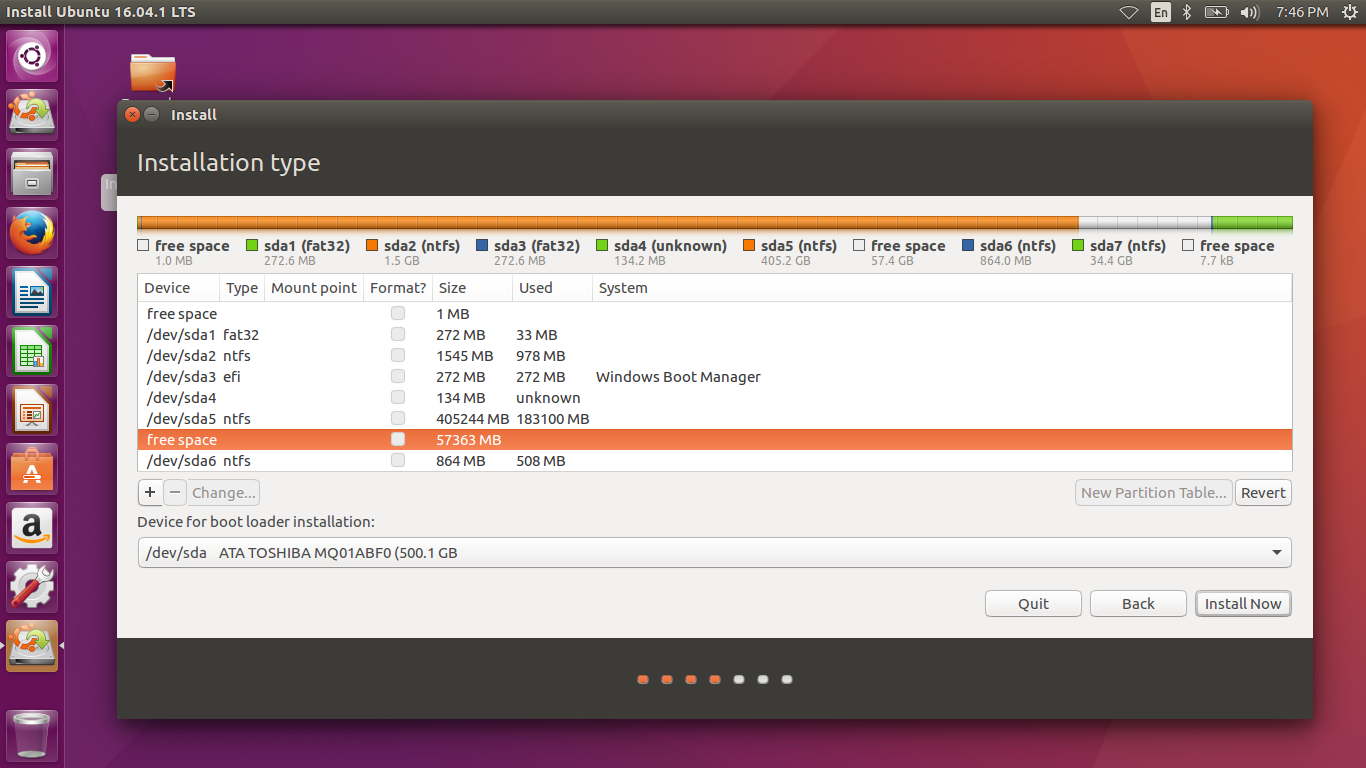 Install Ubuntu 16.04.1 LTS En 7:46 PM
Install
Installation type
free space sda1 (fat32) sda2 (ntfs) sda3 (fat32) sda4 (unknown) sda5 (ntfs) free space sda6 (ntfs) sda7 (ntfs) free space
1.0 MB 272.6 MB 1.5 GB 272.6 MB 134.2 MB 405.2 GB 57.4 GB 864.0 MB 34.4 GB 7.7 kB
Device Type Mount point Format? Size Used System
free space 1 MB
/dev/sda1 fat32 272 MB 33 MB
/dev/sda2 ntfs 1545 MB 978 MB
/dev/sda3 efi 272 MB 272 MB Windows Boot Manager
/dev/sda4 134 MB unknown
/dev/sda5 ntfs 405244 MB 183100 MB
free space 57363 MB
/dev/sda6 ntfs 864 MB 508 MB
+ − Change... New Partition Table... Revert
Device for boot loader installation:
/dev/sda ATA TOSHIBA MQ01ABF0 (500.1 GB
Quit Back Install Now